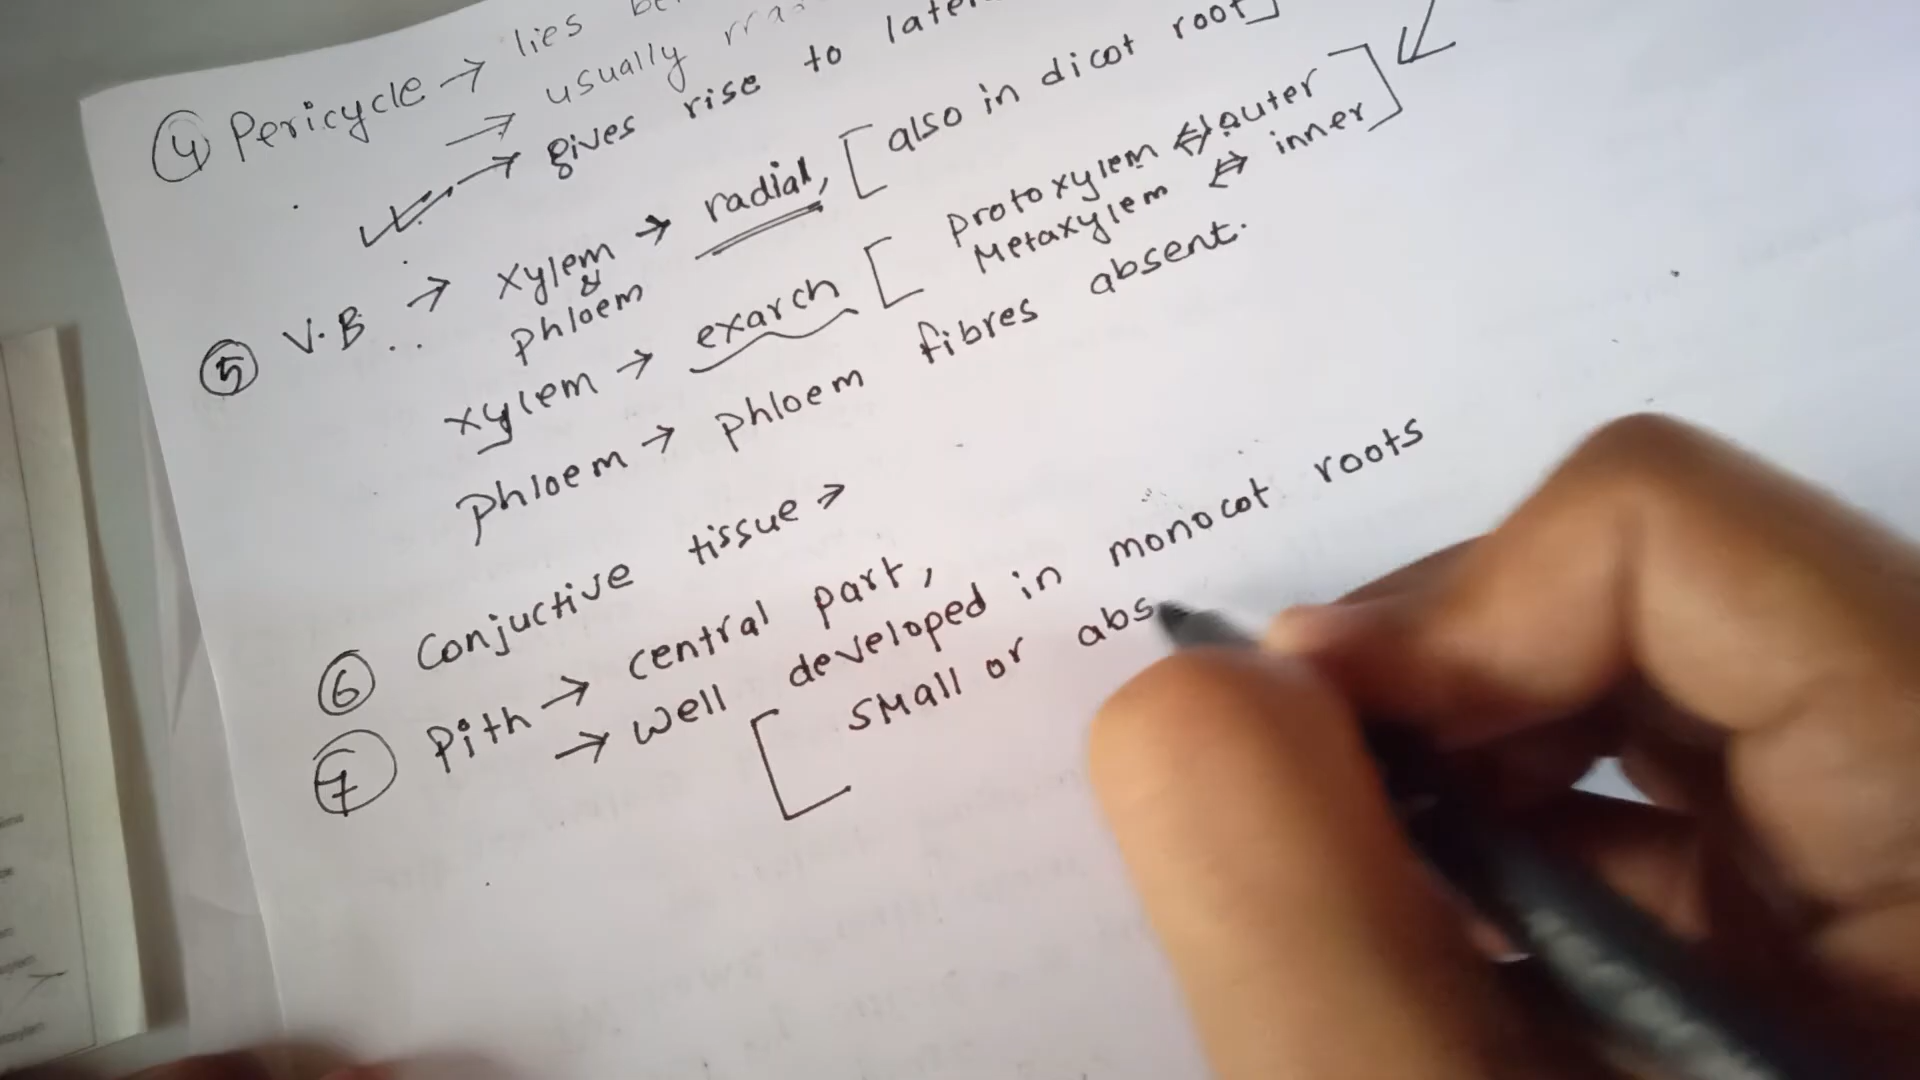 ④ Pericycle → lies
→ usually
→ gives rise to
⑤ V.B → xylem & phloem → radial, [also in dicot root]
xylem → exarch [Protoxylem ⇔ outer
Metaxylem ⇔ inner]
phloem → phloem fibres absent.
⑥ Conjuctive tissue →
⑦ Pith → central part,
→ well developed in monocot roots
[ small or abs